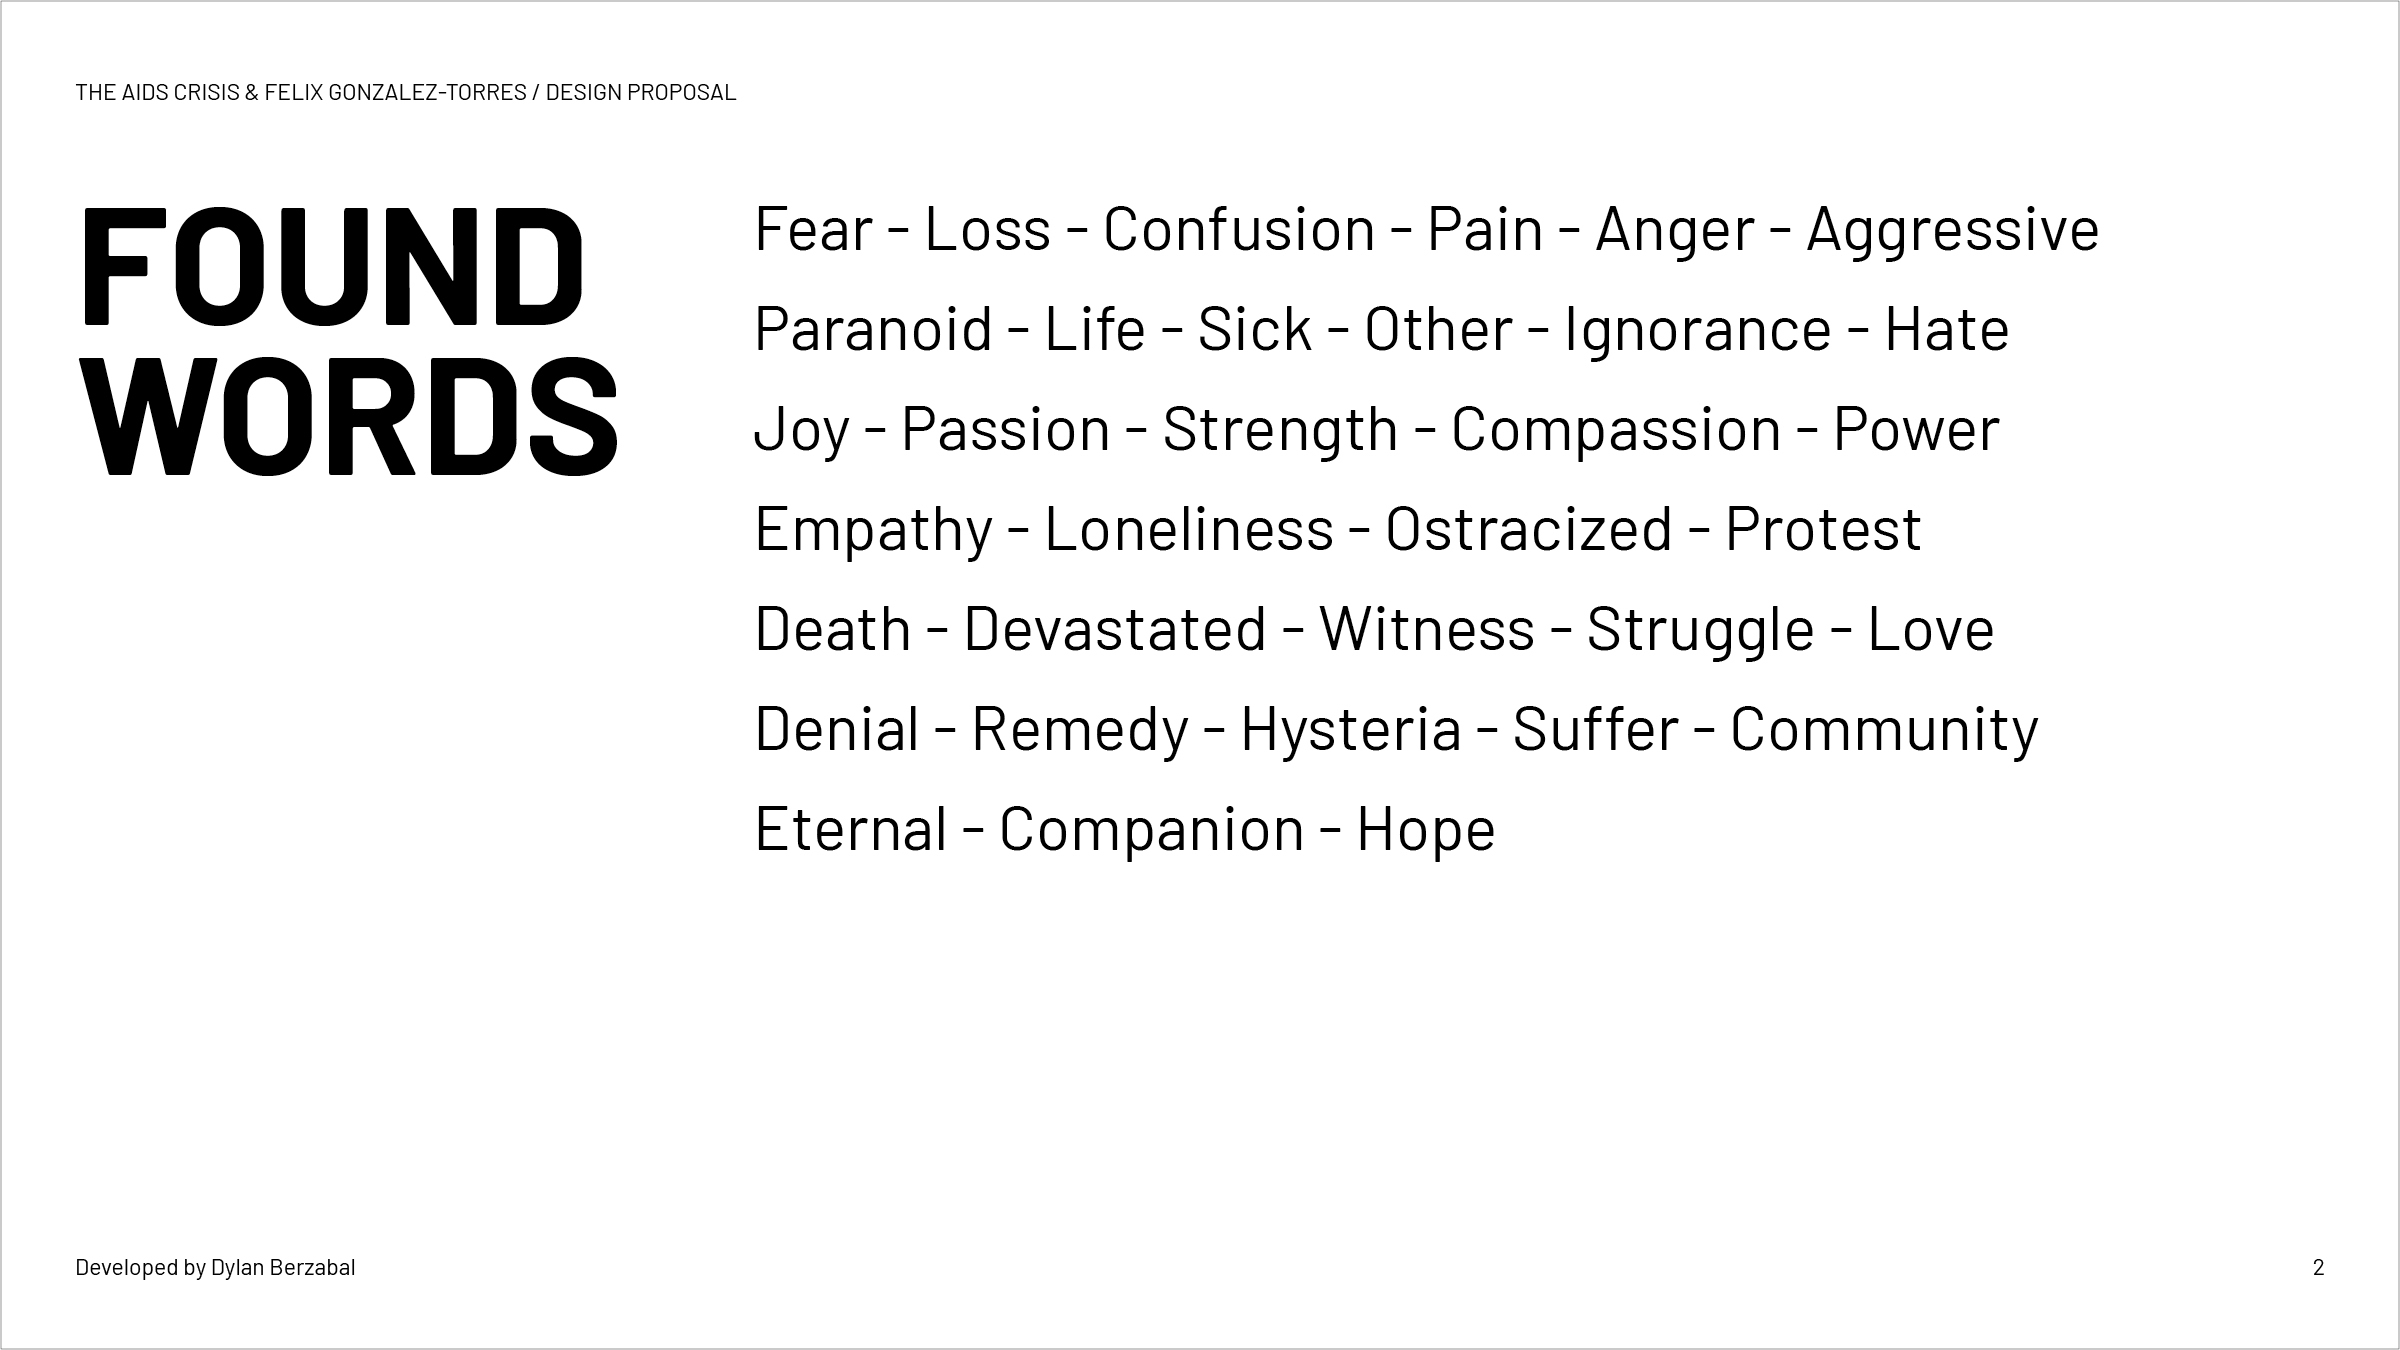 THE AIDS CRISIS & FELIX GONZALEZ-TORRES / DESIGN PROPOSAL
FOUND
WORDS
Fear - Loss - Confusion - Pain - Anger - Aggressive
Paranoid - Life - Sick - Other - Ignorance - Hate
Joy - Passion - Strength - Compassion - Power
Empathy - Loneliness - Ostracized - Protest
Death - Devastated - Witness - Struggle - Love
Denial - Remedy - Hysteria - Suffer - Community
Eternal - Companion - Hope
Developed by Dylan Berzabal
2